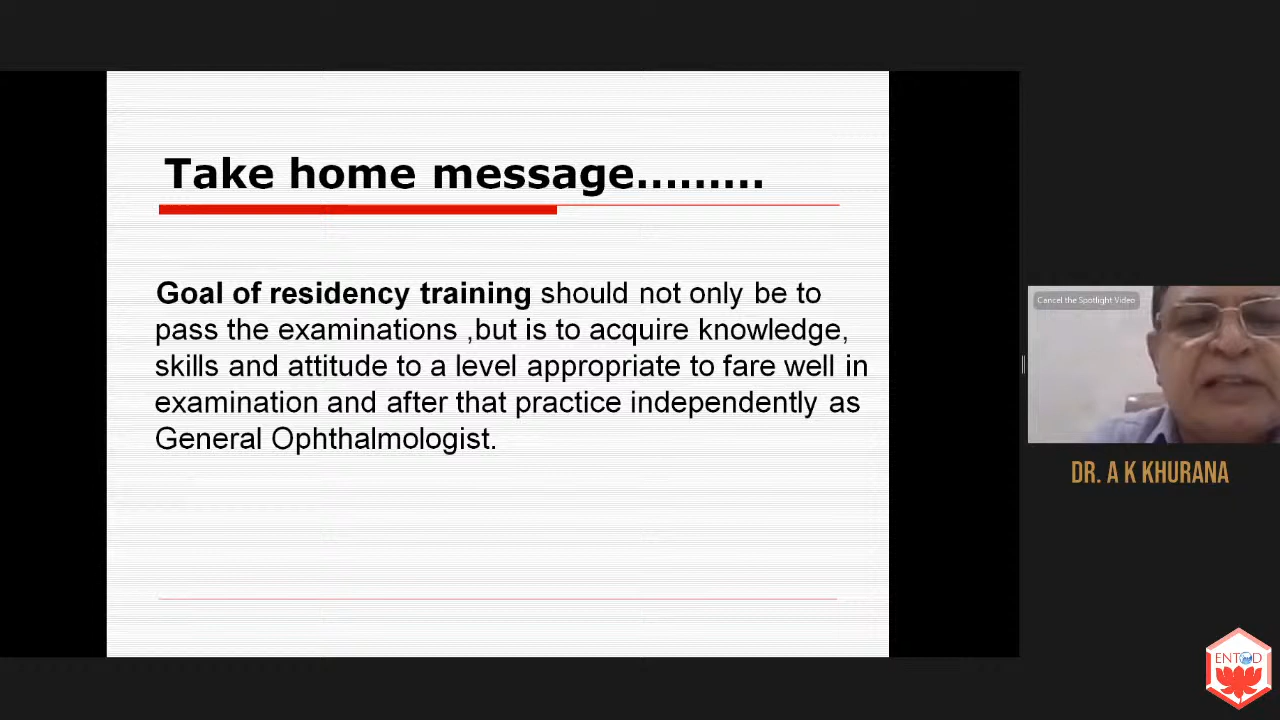 Take home message.........
Goal of residency training should not only be to
pass the examinations ,but is to acquire knowledge,
skills and attitude to a level appropriate to fare well in
examination and after that practice independently as
General Ophthalmologist.
Cancel the Spotlight Video
DR. A K KHURANA
ENTOD